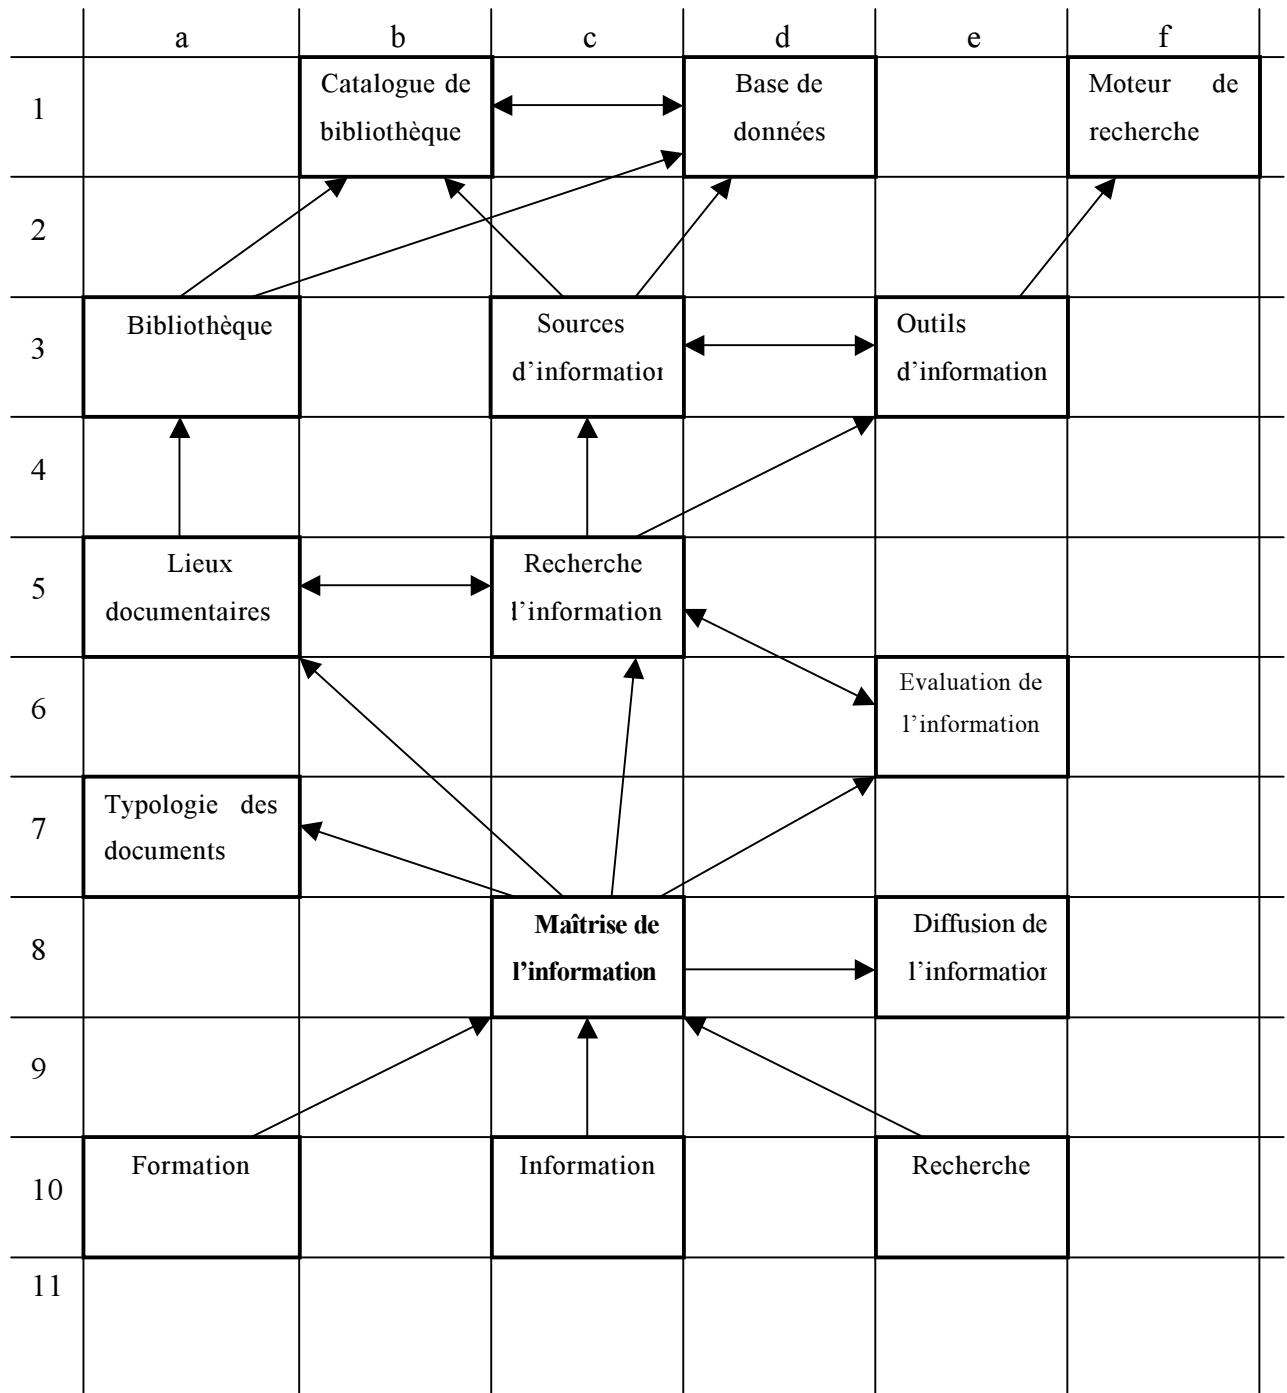 a b c d e f
1
Catalogue de
bibliothèque
Base de
données
Moteur de
recherche
2
3
Bibliothèque
Sources
d'information
Outils
d'information
4
5
Lieux
documentaires
Recherche
l'information
6
Evaluation de
l'information
7
Typologie des
documents
8
Maîtrise de
l'information
Diffusion de
l'information
9
10
Formation
Information
Recherche
11